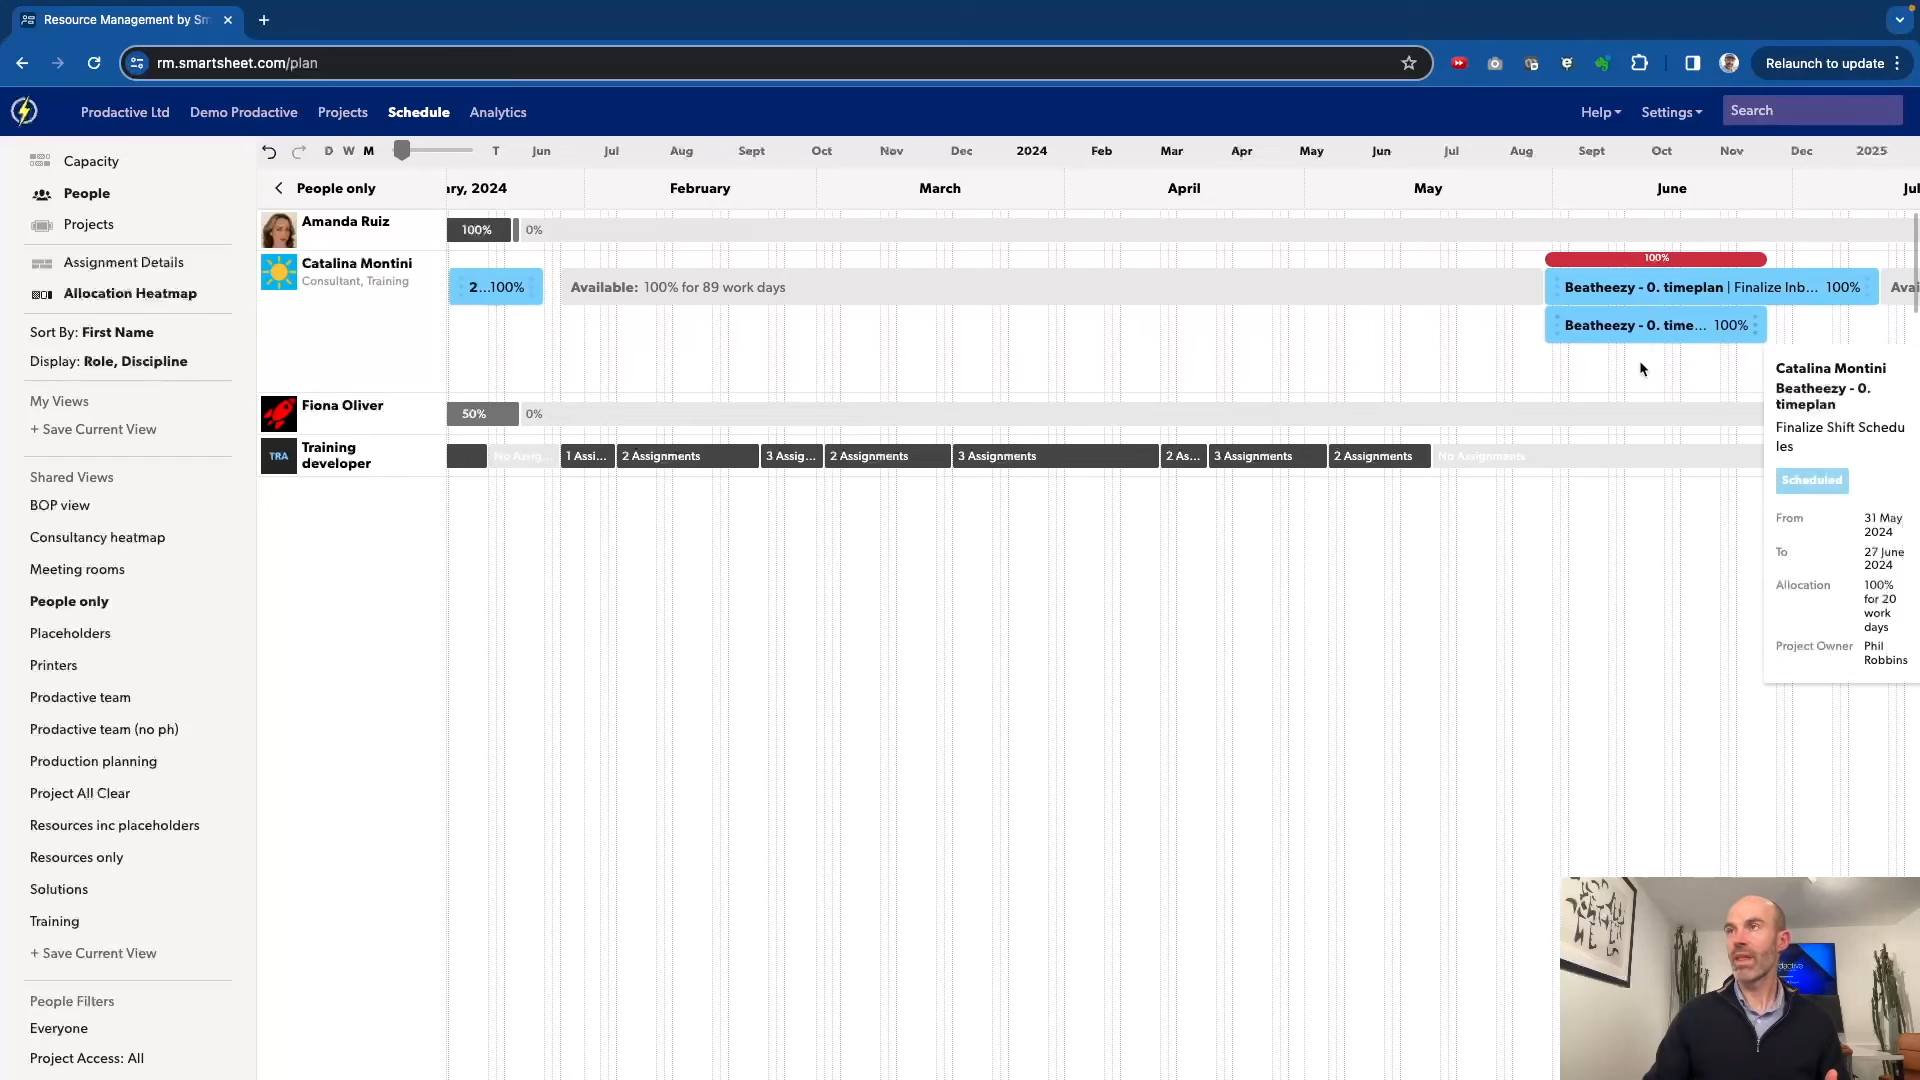 Resource Management by Sm
rm.smartsheet.com/plan
Relaunch to update
Prodactive Ltd
Demo Prodactive
Projects
Schedule
Analytics
Help
Settings
Search
Capacity
People
Projects
Assignment Details
Allocation Heatmap
Sort By: First Name
Display: Role, Discipline
My Views
+ Save Current View
Shared Views
BOP view
Consultancy heatmap
Meeting rooms
People only
Placeholders
Printers
Prodactive team
Prodactive team (no ph)
Production planning
Project All Clear
Resources inc placeholders
Resources only
Solutions
Training
+ Save Current View
People Filters
Everyone
Project Access: All
D W M T Jun Jul Aug Sept Oct Nov Dec 2024 Feb Mar Apr May Jun Jul Aug Sept Oct Nov Dec 2025
People only
ary, 2024 February March April May June Jul
Amanda Ruiz
100% 0%
Catalina Montini
Consultant, Training
2...100%
Available: 100% for 89 work days
100%
Beatheezy - 0. timeplan | Finalize Inb... 100%
Avai
Beatheezy - 0. time... 100%
Fiona Oliver
50% 0%
TRA
Training
developer
No Assig... 1 Assi... 2 Assignments 3 Assig... 2 Assignments 3 Assignments 2 As... 3 Assignments 2 Assignments No Assignments
Catalina Montini
Beatheezy - 0.
timeplan
Finalize Shift Schedu
les
Scheduled
From 31 May
2024
To 27 June
2024
Allocation 100%
for 20
work
days
Project Owner Phil
Robbins